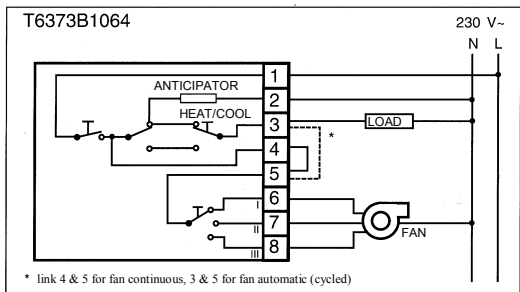 T6373B1064
230 V~
N L
ANTICIPATOR
HEAT/COOL
LOAD
*
1
2
3
4
5
6
7
8
I
II
III
FAN
* link 4 & 5 for fan continuous, 3 & 5 for fan automatic (cycled)